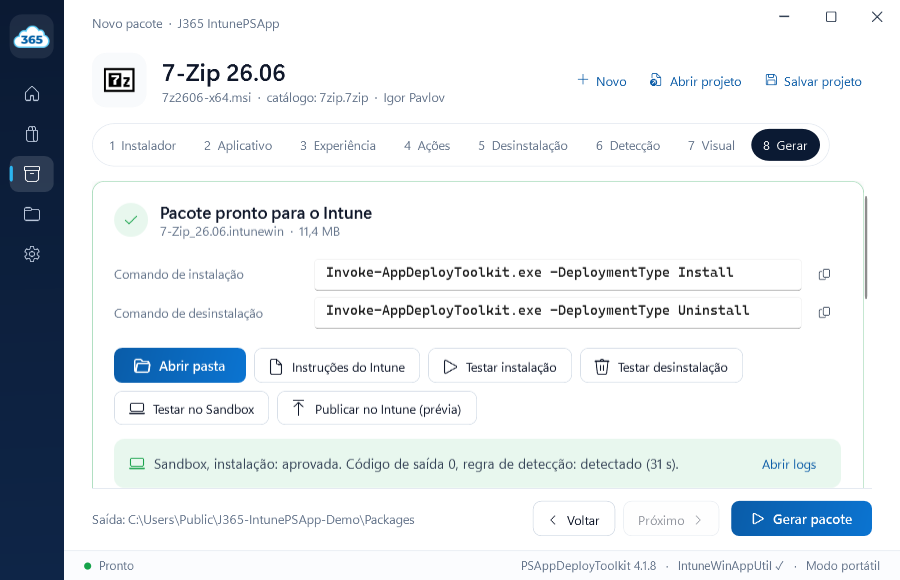 Novo pacote · J365 IntunePSApp
365
7z
7-Zip 26.06
7z2606-x64.msi · catálogo: 7zip.7zip · Igor Pavlov
Novo
Abrir projeto
Salvar projeto
1 Instalador
2 Aplicativo
3 Experiência
4 Ações
5 Desinstalação
6 Detecção
7 Visual
8 Gerar
Pacote pronto para o Intune
7-Zip_26.06.intunewin · 11,4 MB
Comando de instalação
Invoke-AppDeployToolkit.exe -DeploymentType Install
Comando de desinstalação
Invoke-AppDeployToolkit.exe -DeploymentType Uninstall
Abrir pasta
Instruções do Intune
Testar instalação
Testar desinstalação
Testar no Sandbox
Publicar no Intune (prévia)
Sandbox, instalação: aprovada. Código de saída 0, regra de detecção: detectado (31 s).
Abrir logs
Saída: C:\Users\Public\J365-IntunePSApp-Demo\Packages
Voltar
Próximo
Gerar pacote
Pronto
PSAppDeployToolkit 4.1.8 · IntuneWinAppUtil ✓ · Modo portátil